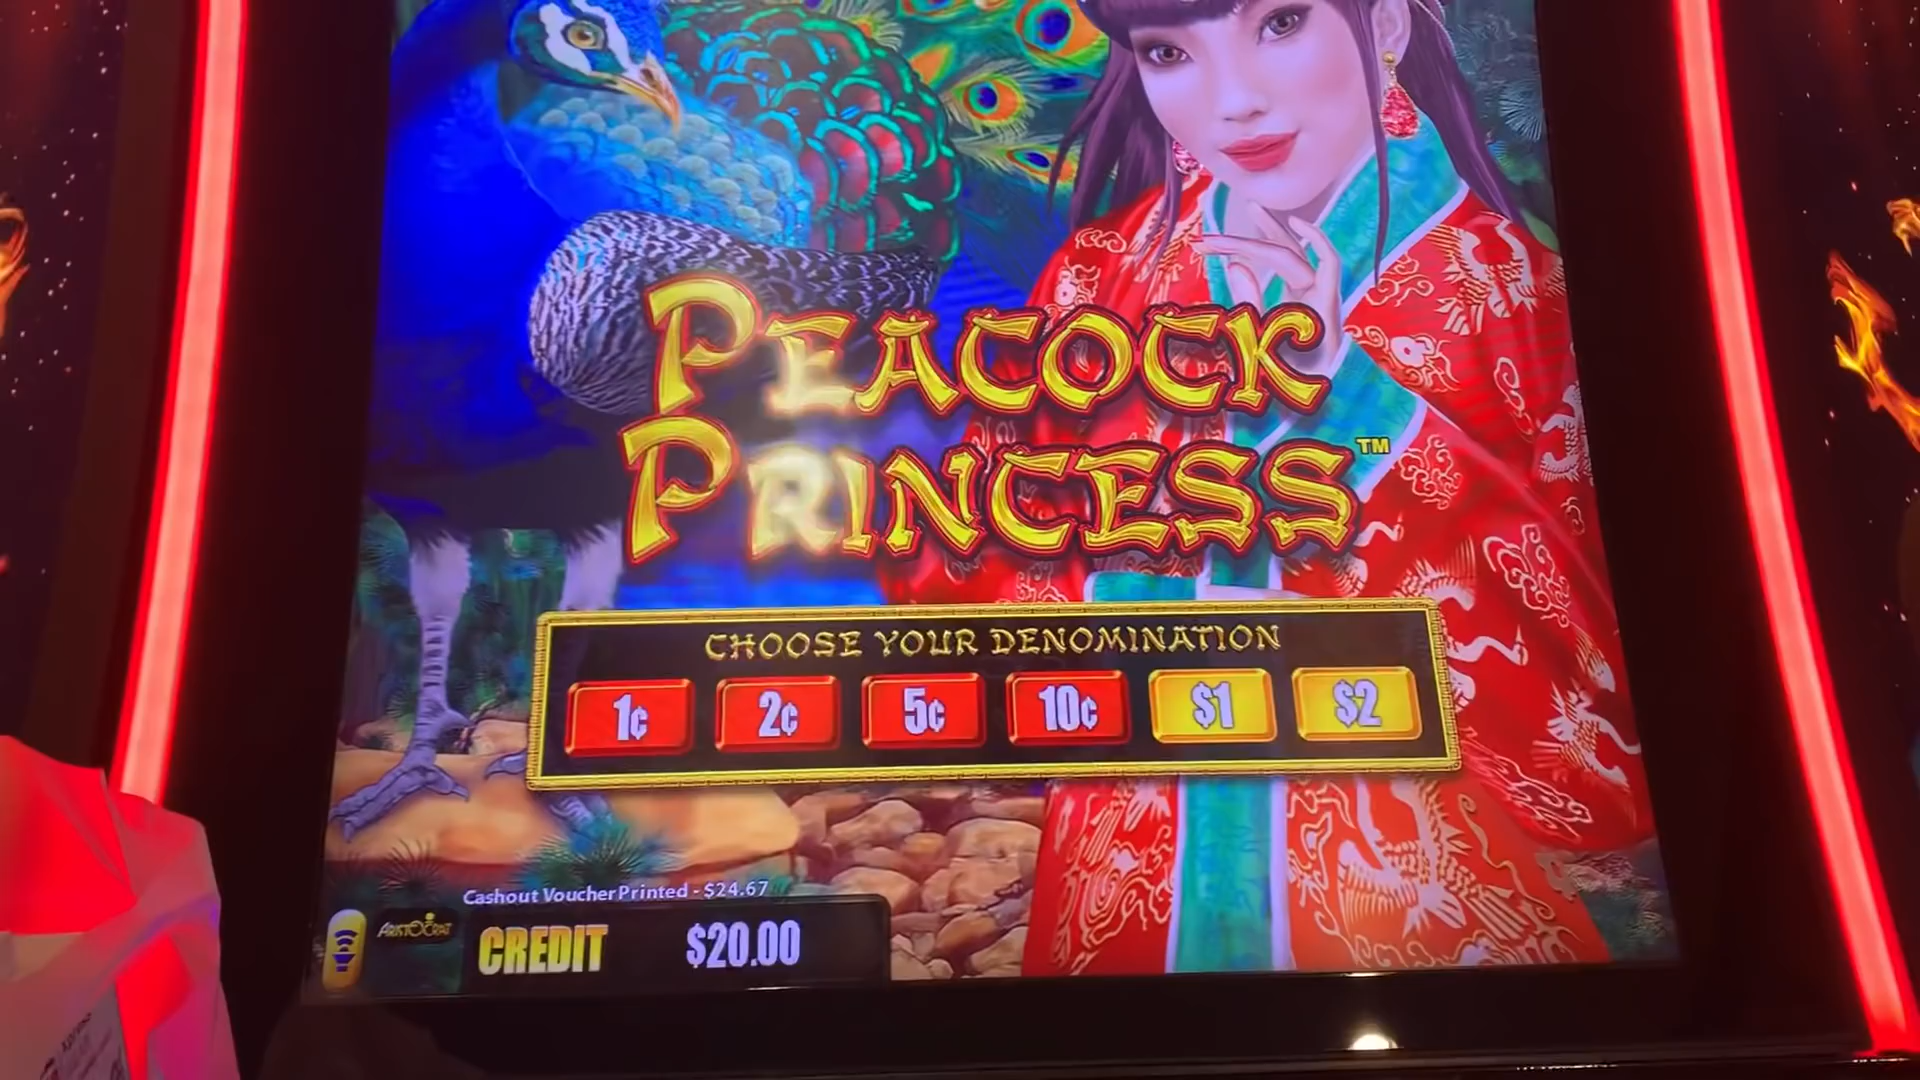 PEACOCK
PRINCESS™
CHOOSE YOUR DENOMINATION
1¢ 2¢ 5¢ 10¢ $1 $2
Cashout Voucher Printed - $24.67
ARISTOCRAT
CREDIT $20.00